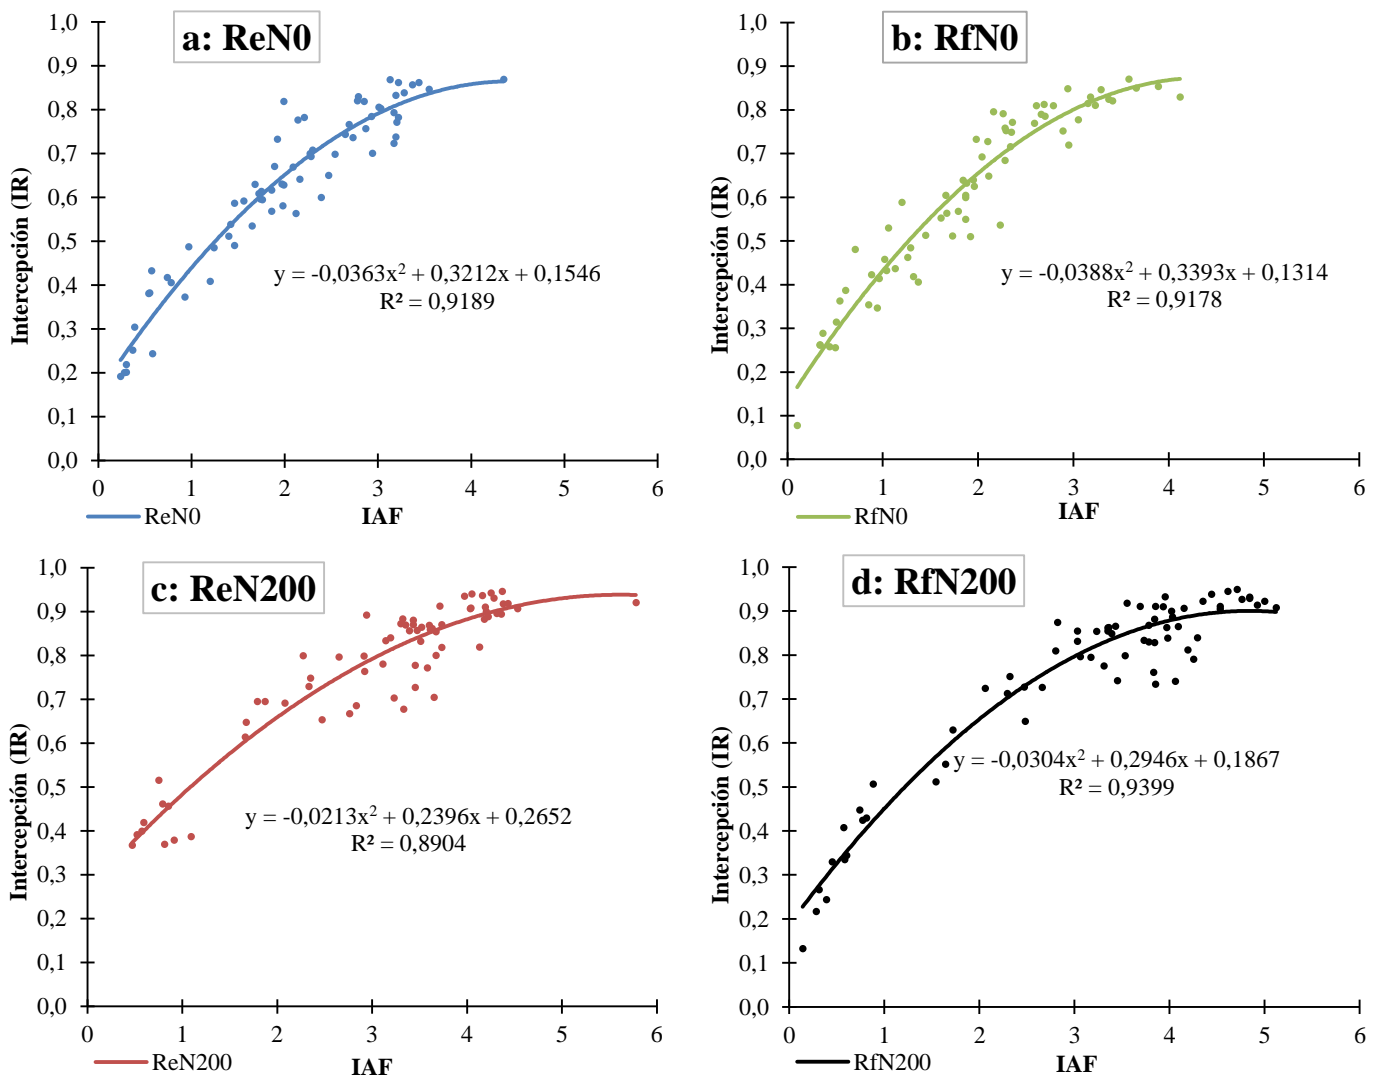 a: ReN0
1,0
0,9
0,8
0,7
0,6
0,5
0,4
0,3
0,2
0,1
0,0
Intercepción (IR)
y = -0,0363x² + 0,3212x + 0,1546
R² = 0,9189
0 1 2 3 4 5 6
ReN0
IAF
b: RfN0
1,0
0,9
0,8
0,7
0,6
0,5
0,4
0,3
0,2
0,1
0,0
Intercepción (IR)
y = -0,0388x² + 0,3393x + 0,1314
R² = 0,9178
0 1 2 3 4 5 6
RfN0
IAF
c: ReN200
1,0
0,9
0,8
0,7
0,6
0,5
0,4
0,3
0,2
0,1
0,0
Intercepción (IR)
y = -0,0213x² + 0,2396x + 0,2652
R² = 0,8904
0 1 2 3 4 5 6
ReN200
IAF
d: RfN200
1,0
0,9
0,8
0,7
0,6
0,5
0,4
0,3
0,2
0,1
0,0
Intercepción (IR)
y = -0,0304x² + 0,2946x + 0,1867
R² = 0,9399
0 1 2 3 4 5 6
RfN200
IAF